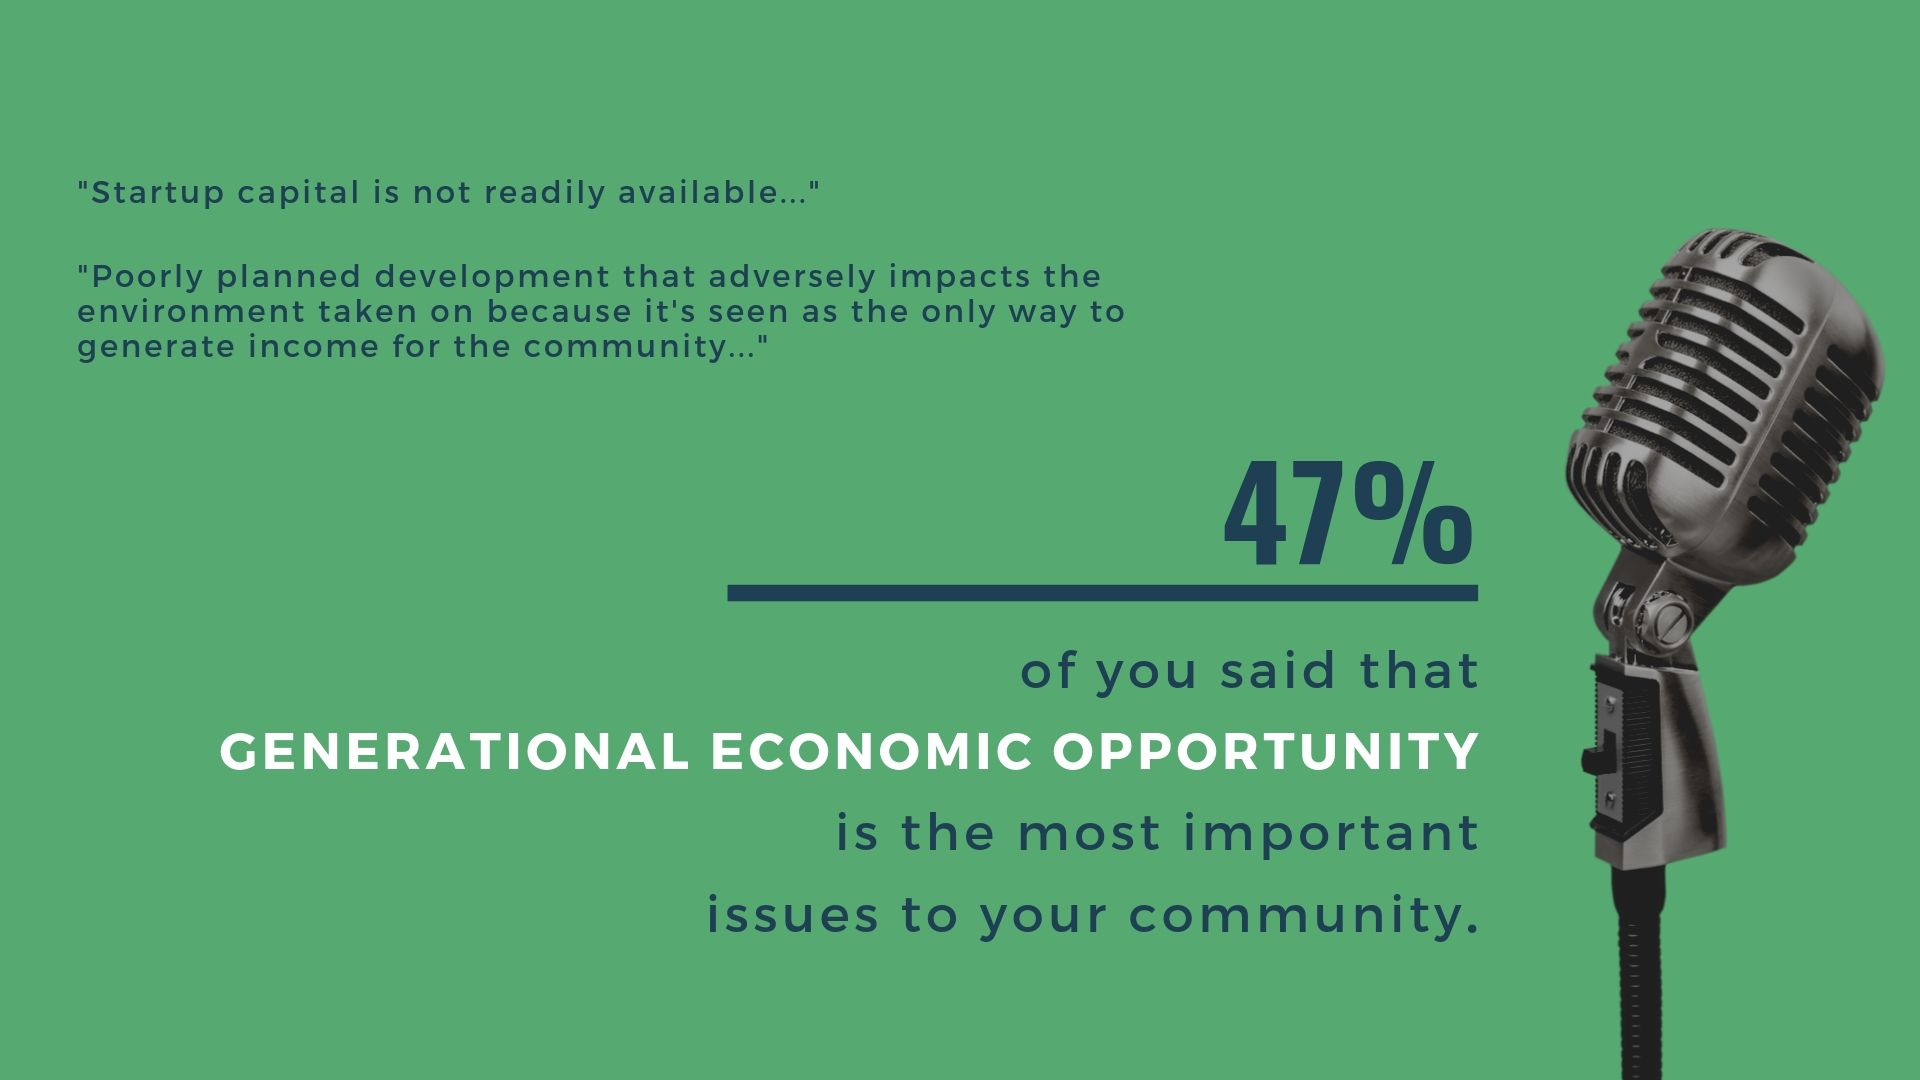 "Startup capital is not readily available..."
"Poorly planned development that adversely impacts the
environment taken on because it's seen as the only way to
generate income for the community..."
47%
of you said that
GENERATIONAL ECONOMIC OPPORTUNITY
is the most important
issues to your community.